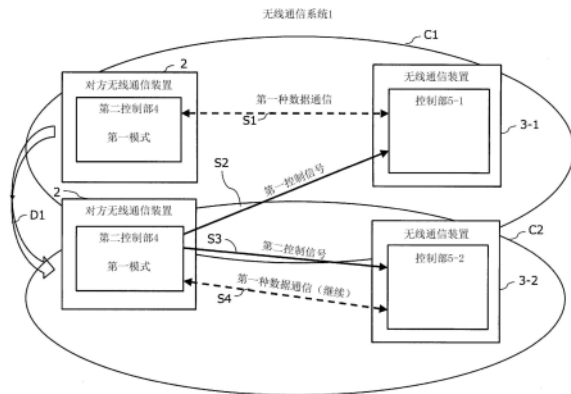 无线通信系统1
C1
2
对方无线通信装置
第二控制部4
第一模式
第一种数据通信
S1
无线通信装置
控制部5-1
3-1
S2
第一控制信号
D1
2
对方无线通信装置
第二控制部4
第一模式
S3
第二控制信号
第一种数据通信（继续）
S4
C2
无线通信装置
控制部5-2
3-2